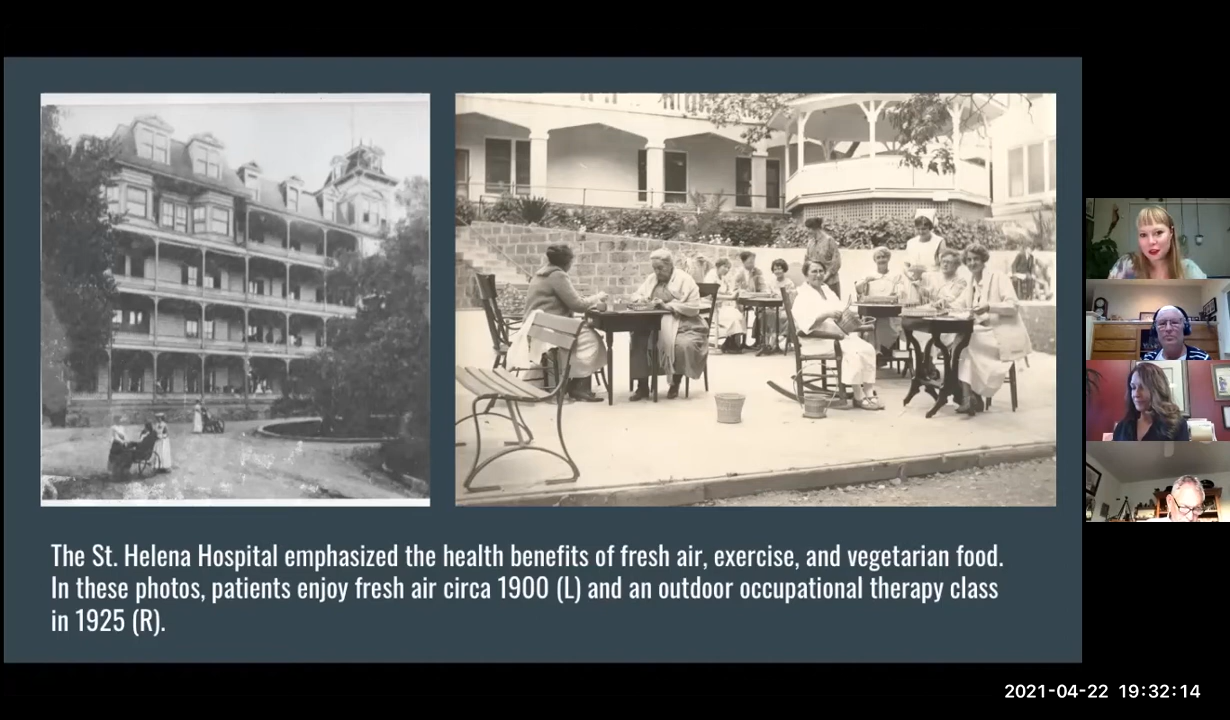 The St. Helena Hospital emphasized the health benefits of fresh air, exercise, and vegetarian food.
In these photos, patients enjoy fresh air circa 1900 (L) and an outdoor occupational therapy class
in 1925 (R).
2021-04-22 19:32:14